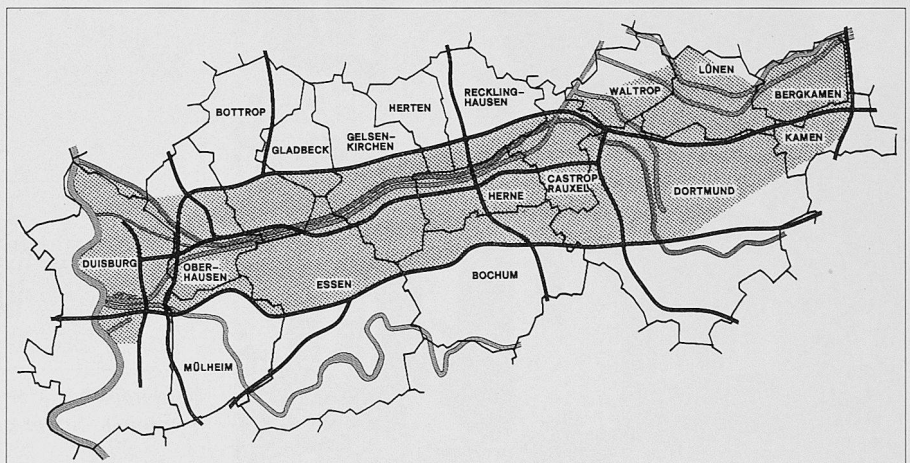 LÜNEN
RECKLING-
HAUSEN
WALTROP
BERGKAMEN
HERTEN
BOTTROP
GELSEN-
KIRCHEN
GLADBECK
KAMEN
CASTROP
RAUXEL
DORTMUND
HERNE
DUISBURG
OBER-
HAUSEN
ESSEN
BOCHUM
MÜLHEIM